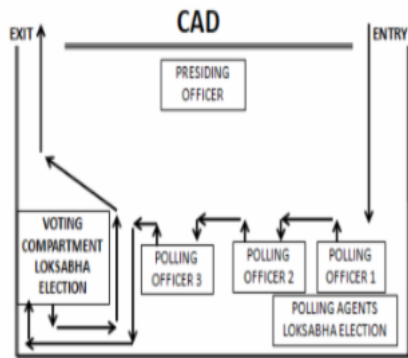 CAD
EXIT
ENTRY
PRESIDING
OFFICER
VOTING
COMPARTMENT
LOKSABHA
ELECTION
POLLING
OFFICER 3
POLLING
OFFICER 2
POLLING
OFFICER 1
POLLING AGENTS
LOKSABHA ELECTION